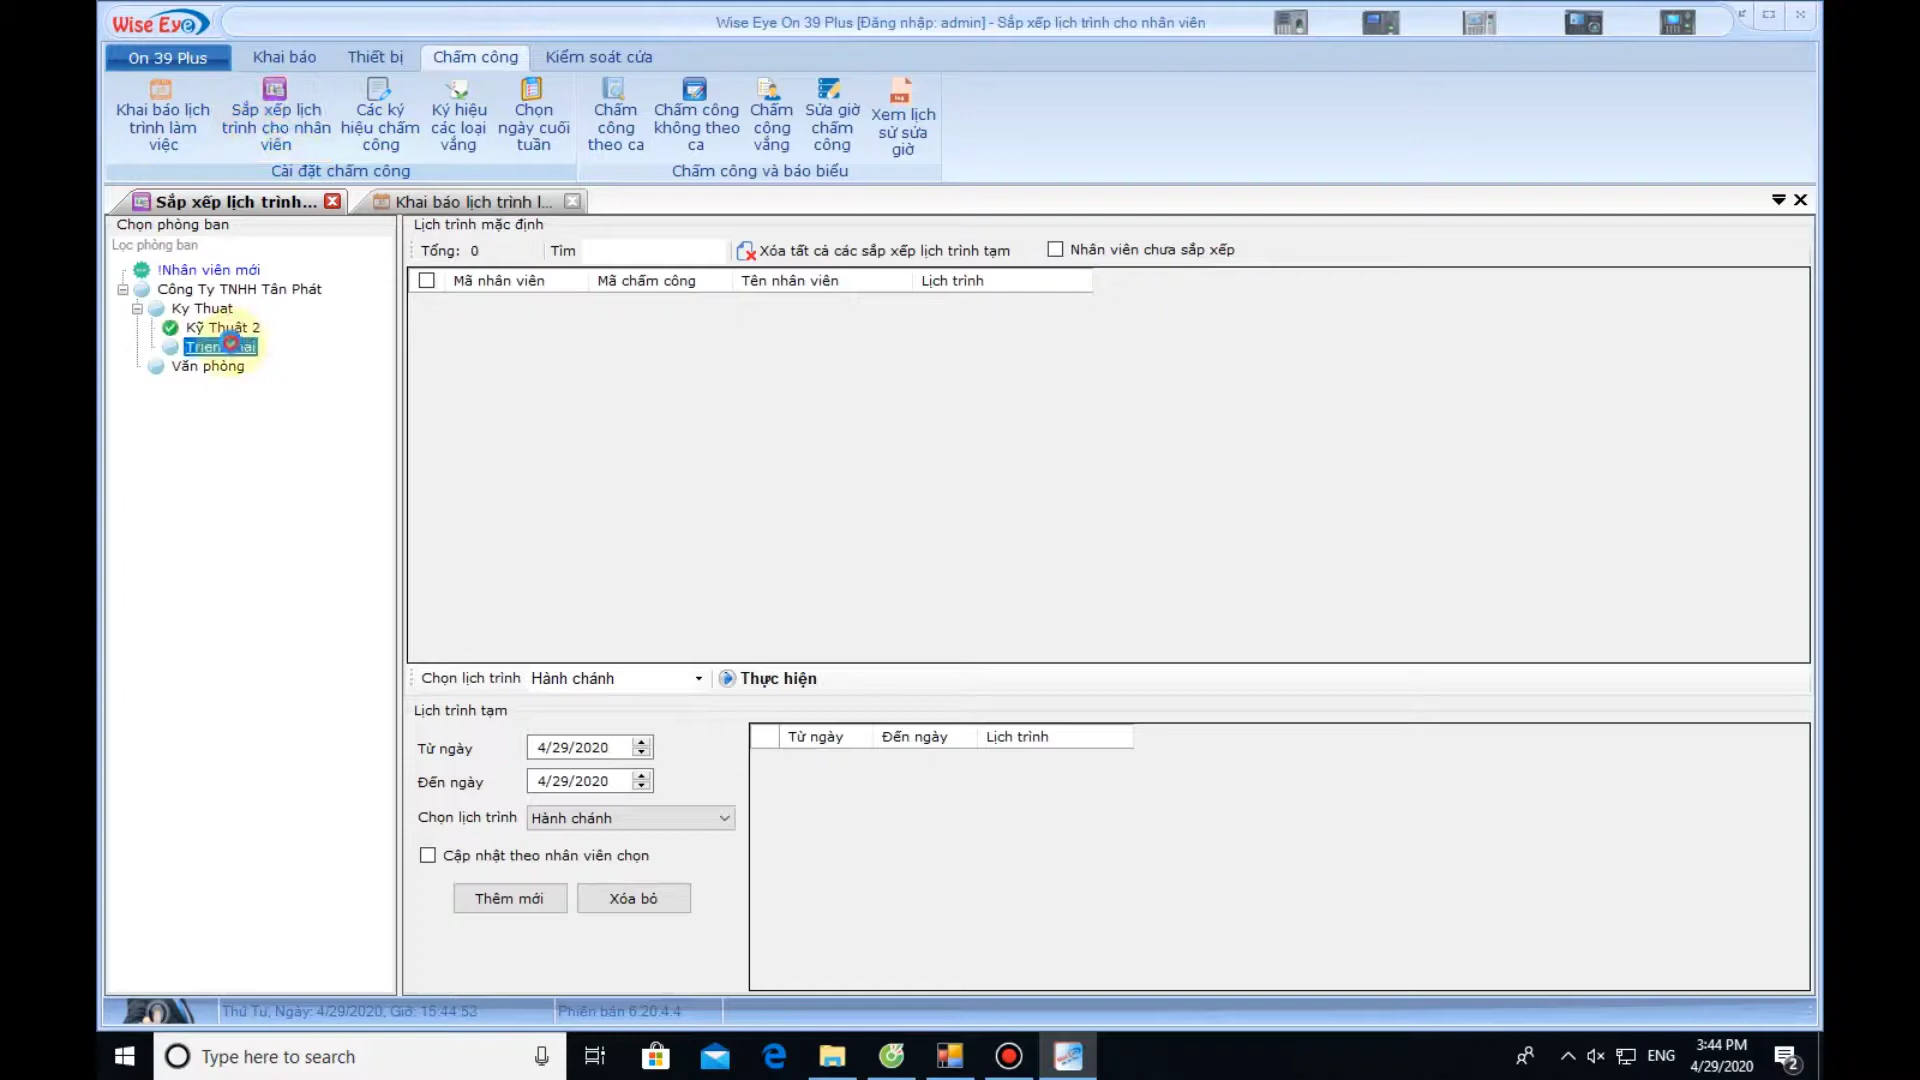 Wise Eye
Wise Eye On 39 Plus [Đăng nhập: admin] - Sắp xếp lịch trình cho nhân viên
On 39 Plus
Khai báo
Thiết bị
Chấm công
Kiểm soát cửa
Khai báo lịch
trình làm
việc
Sắp xếp lịch
trình cho nhân
viên
Các ký
hiệu chấm
công
Ký hiệu
các loại
vắng
Chọn
ngày cuối
tuần
Chấm
công
theo ca
Chấm công
không theo
ca
Chấm
công
vắng
Sửa giờ
chấm
công
Xem lịch
sử sửa
giờ
Cài đặt chấm công
Chấm công và báo biểu
Sắp xếp lịch trình...
Khai báo lịch trình l...
Chọn phòng ban
Lọc phòng ban
!Nhân viên mới
Công Ty TNHH Tân Phát
Ky Thuat
Kỹ Thuật 2
Văn phòng
Lịch trình mặc định
Tổng: 0
Tìm
Xóa tất cả các sắp xếp lịch trình tạm
Nhân viên chưa sắp xếp
Mã nhân viên
Mã chấm công
Tên nhân viên
Lịch trình
Chọn lịch trình
Hành chánh
Thực hiện
Lịch trình tạm
Từ ngày
4/29/2020
Đến ngày
4/29/2020
Chọn lịch trình
Hành chánh
Cập nhật theo nhân viên chọn
Thêm mới
Xóa bỏ
Từ ngày
Đến ngày
Lịch trình
Thứ Tư, Ngày: 4/29/2020, Giờ: 15:44:53
Phiên bản 6.20.4.4
Type here to search
ENG
3:44 PM
4/29/2020
2